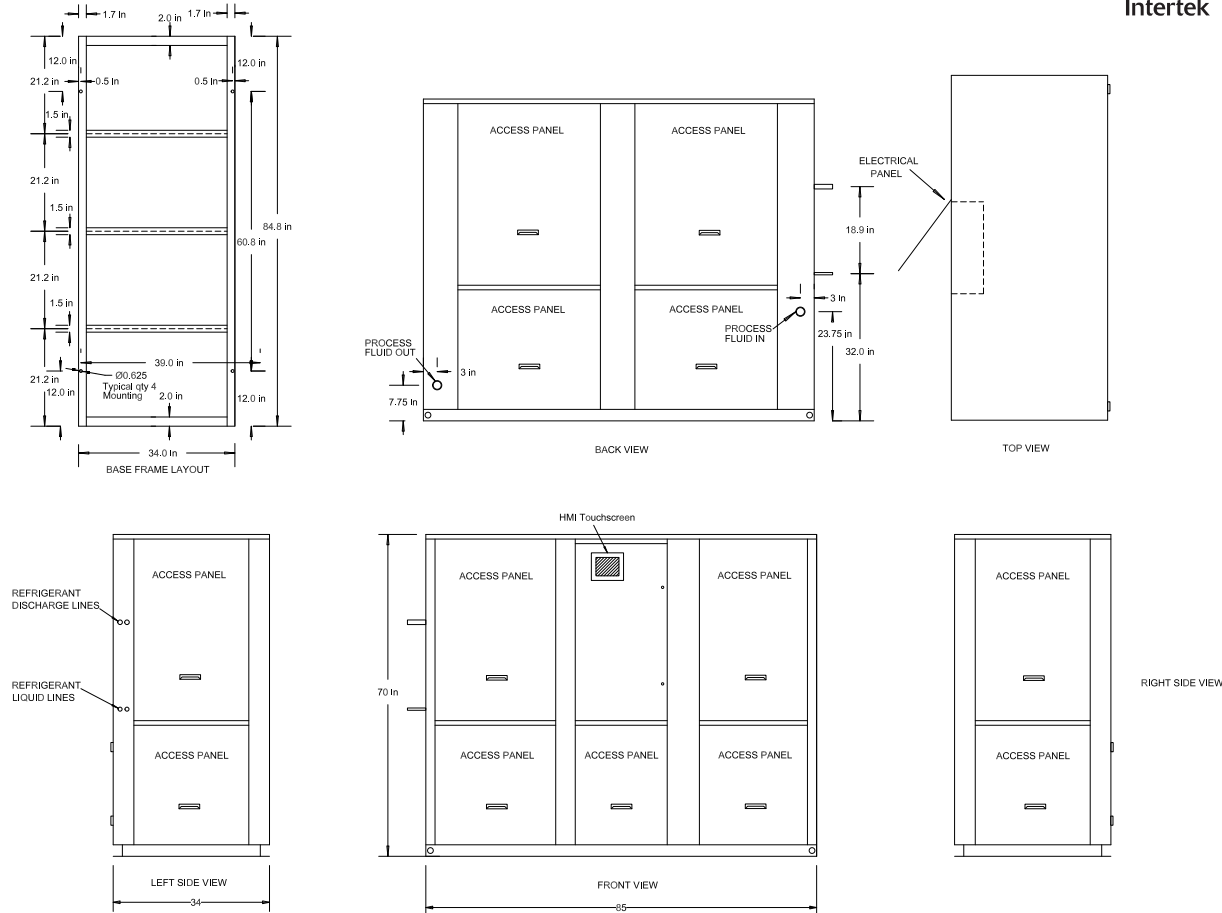 Intertek
1.7 In
2.0 in
1.7 In
12.0 in
12.0 in
21.2 in
0.5 In
0.5 In
1.5 in
21.2 in
1.5 in
84.8 in
60.8 in
21.2 in
1.5 in
39.0 in
21.2 in
12.0 in
Ø0.625
Typical qty 4
Mounting
2.0 in
12.0 in
34.0 In
BASE FRAME LAYOUT
ACCESS PANEL
ACCESS PANEL
ACCESS PANEL
ACCESS PANEL
PROCESS
FLUID OUT
3 in
7.75 In
PROCESS
FLUID IN
3 In
23.75 in
18.9 in
32.0 in
BACK VIEW
ELECTRICAL
PANEL
TOP VIEW
REFRIGERANT
DISCHARGE LINES
REFRIGERANT
LIQUID LINES
ACCESS PANEL
ACCESS PANEL
LEFT SIDE VIEW
34
HMI Touchscreen
70 In
ACCESS PANEL
ACCESS PANEL
ACCESS PANEL
ACCESS PANEL
ACCESS PANEL
FRONT VIEW
85
ACCESS PANEL
ACCESS PANEL
RIGHT SIDE VIEW